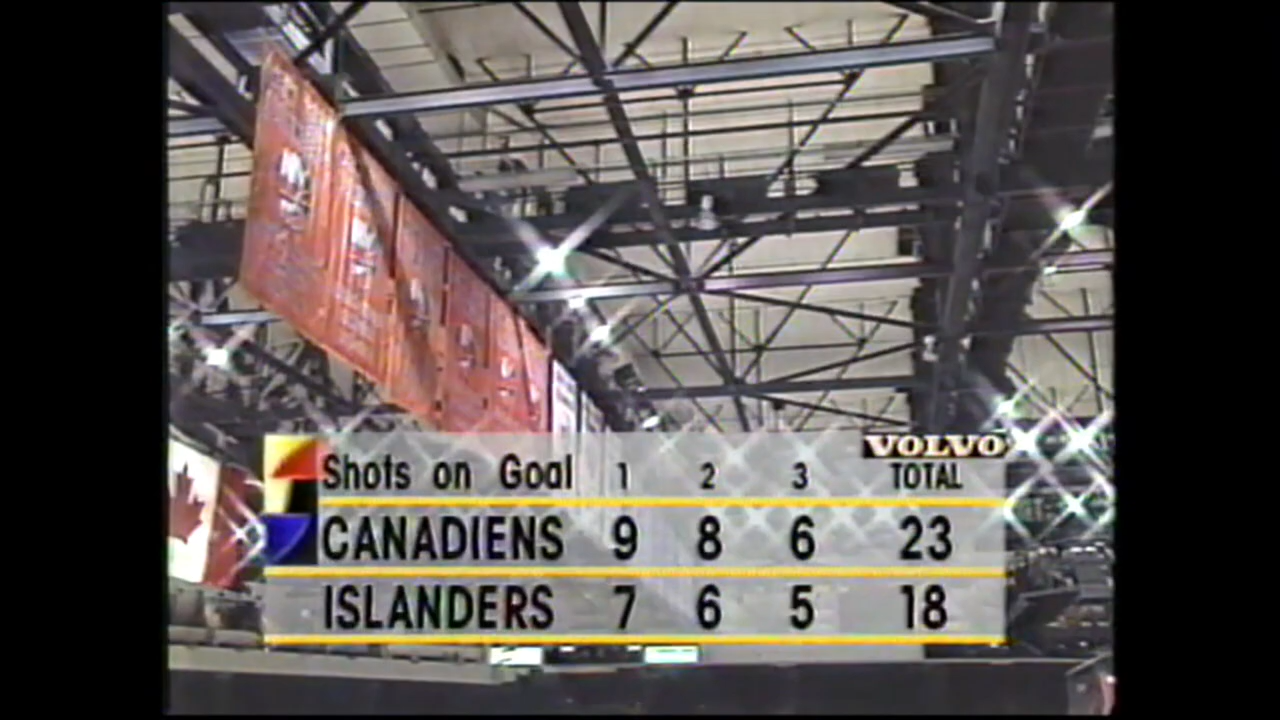 VOLVO
Shots on Goal 1 2 3 TOTAL
CANADIENS 9 8 6 23
ISLANDERS 7 6 5 18